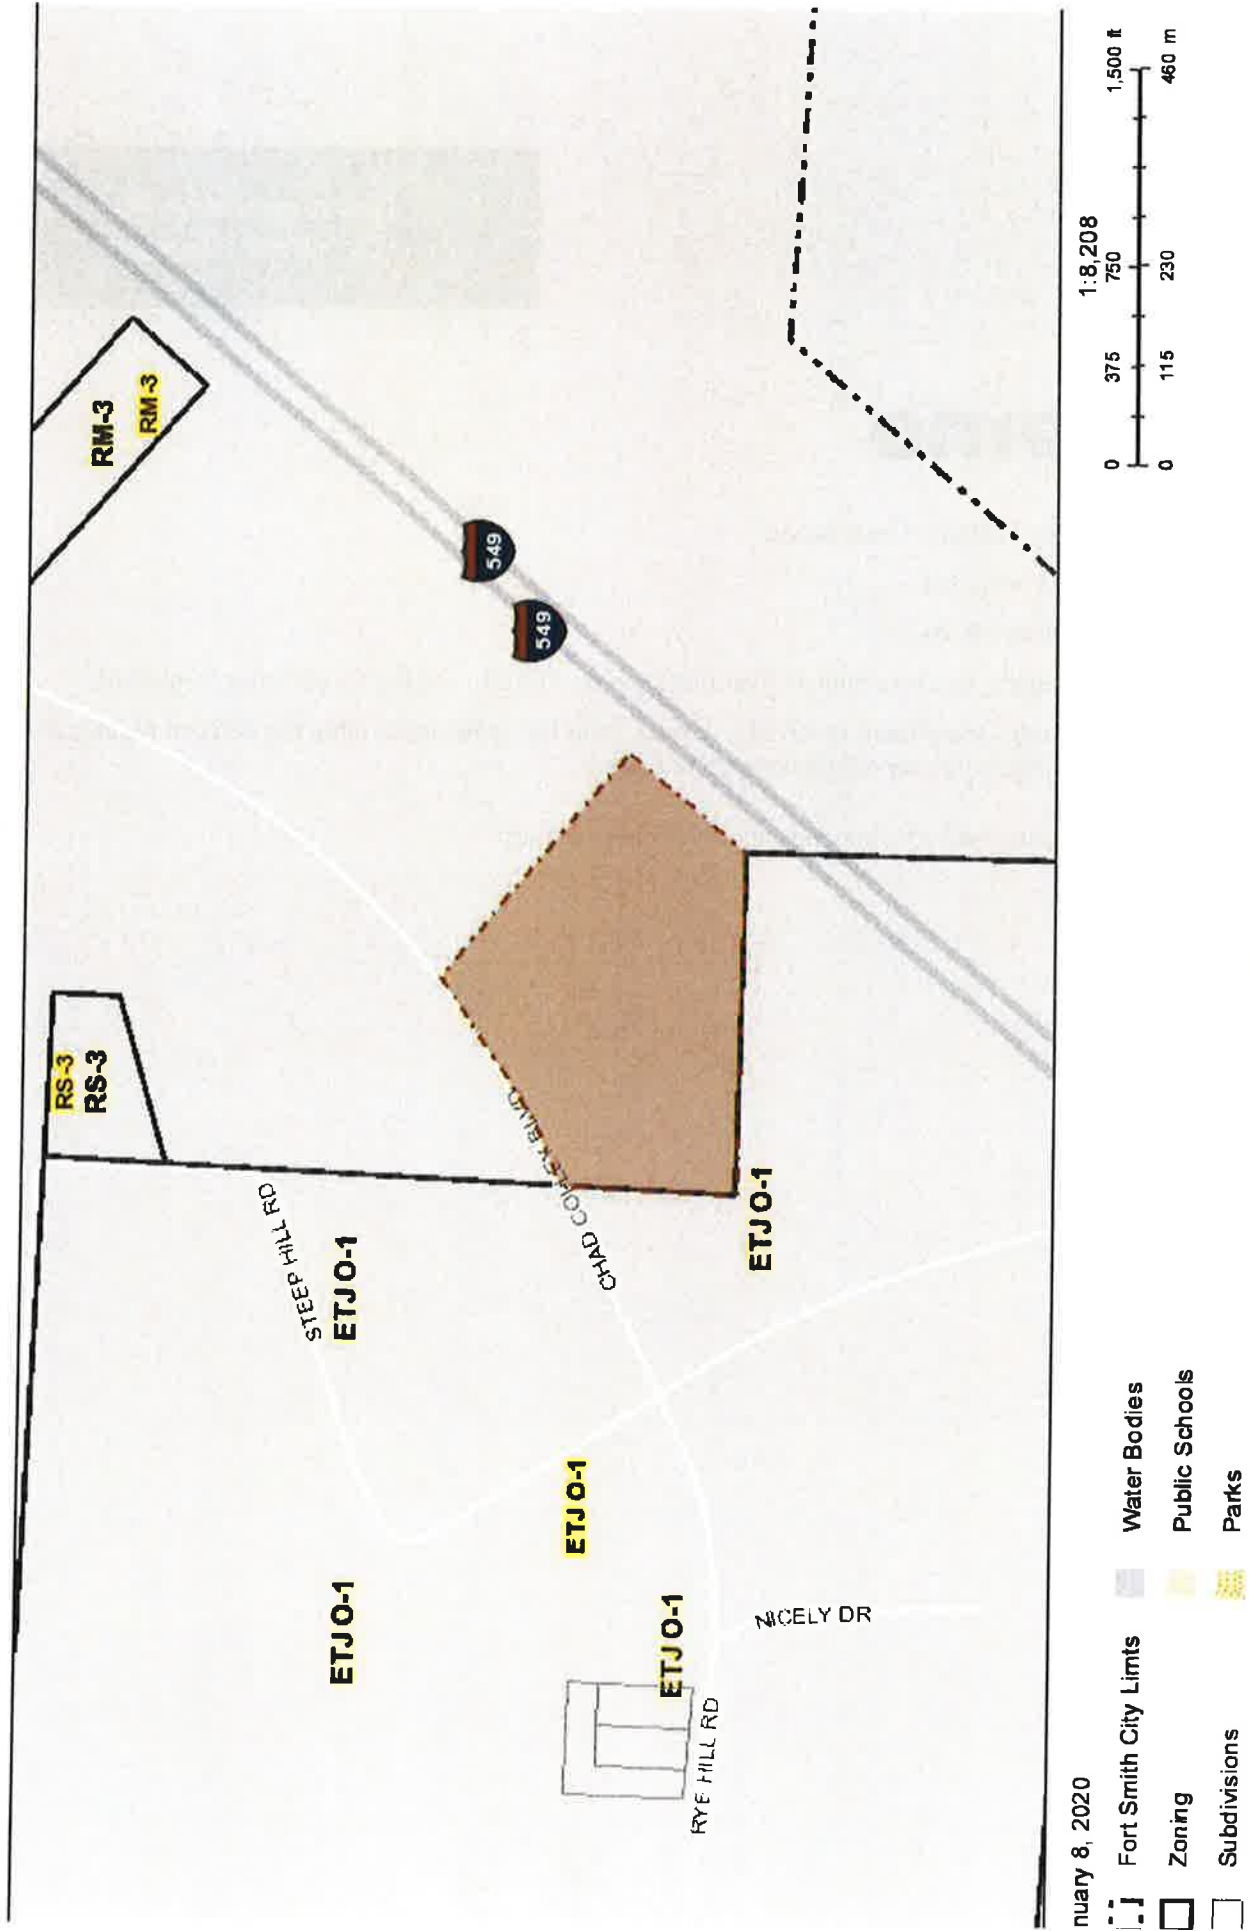 RM-3
RM-3
RS-3
RS-3
549
549
STEEP HILL RD
ETJ O-1
CHAD COLLEY BLVD
ETJ O-1
ETJ O-1
ETJ O-1
ETJ O-1
NICELY DR
RYE HILL RD
nuary 8, 2020
Fort Smith City Limts
Zoning
Subdivisions
Water Bodies
Public Schools
Parks
1:8,208
0 375 750 1,500 ft
0 115 230 460 m